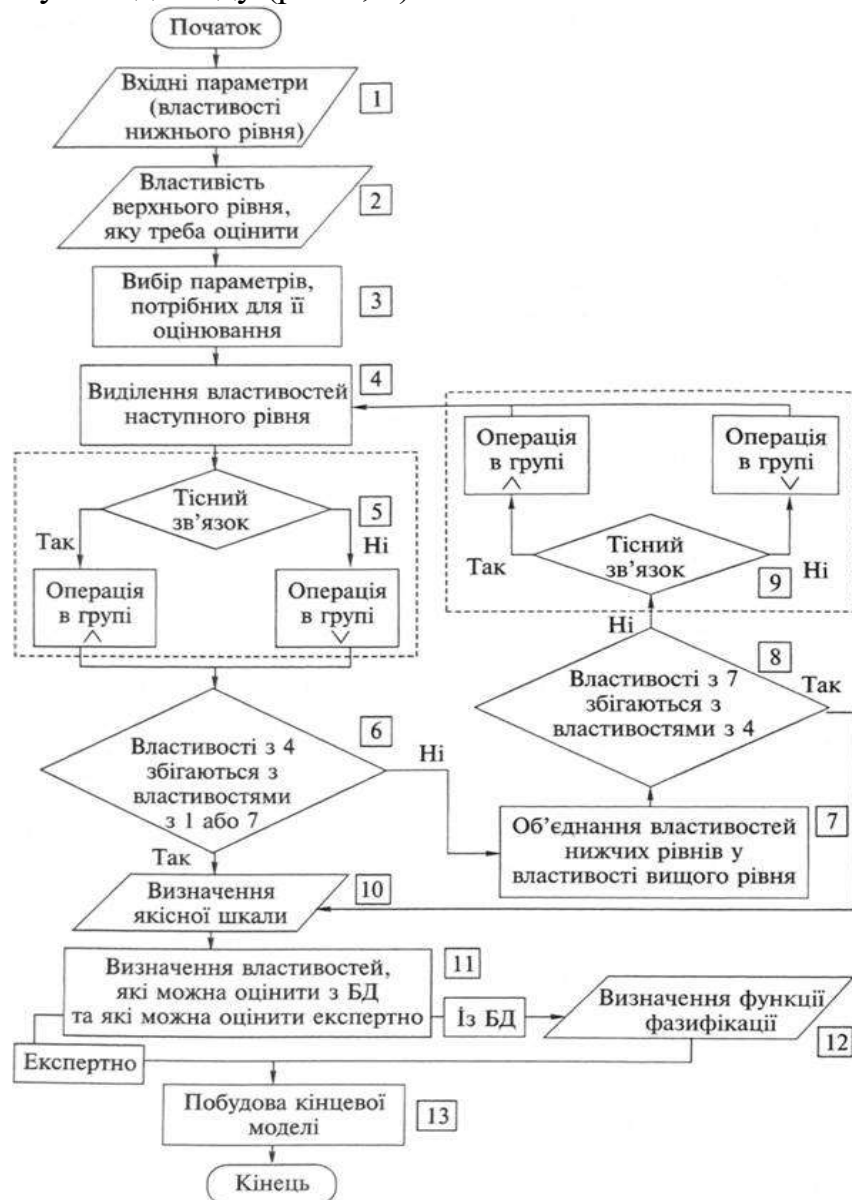 Початок
Вхідні параметри
(властивості
нижнього рівня)
1
Властивість
верхнього рівня,
яку треба оцінити
2
Вибір параметрів,
потрібних для її
оцінювання
3
Виділення властивостей
наступного рівня
4
Тісний
зв'язок
5
Так
Ні
Операція
в групі
Операція
в групі
Операція
в групі
Операція
в групі
Тісний
зв'язок
Так
Ні
9
Ні
8
Властивості з 7
збігаються з
властивостями з 4
Так
6
Властивості з 4
збігаються з
властивостями
з 1 або 7
Ні
Так
7
Об'єднання властивостей
нижчих рівнів у
властивості вищого рівня
Визначення
якісної шкали
10
Визначення властивостей,
які можна оцінити з БД
та які можна оцінити експертно
11
Із БД
Визначення функції
фазифікації
12
Експертно
Побудова кінцевої
моделі
13
Кінець